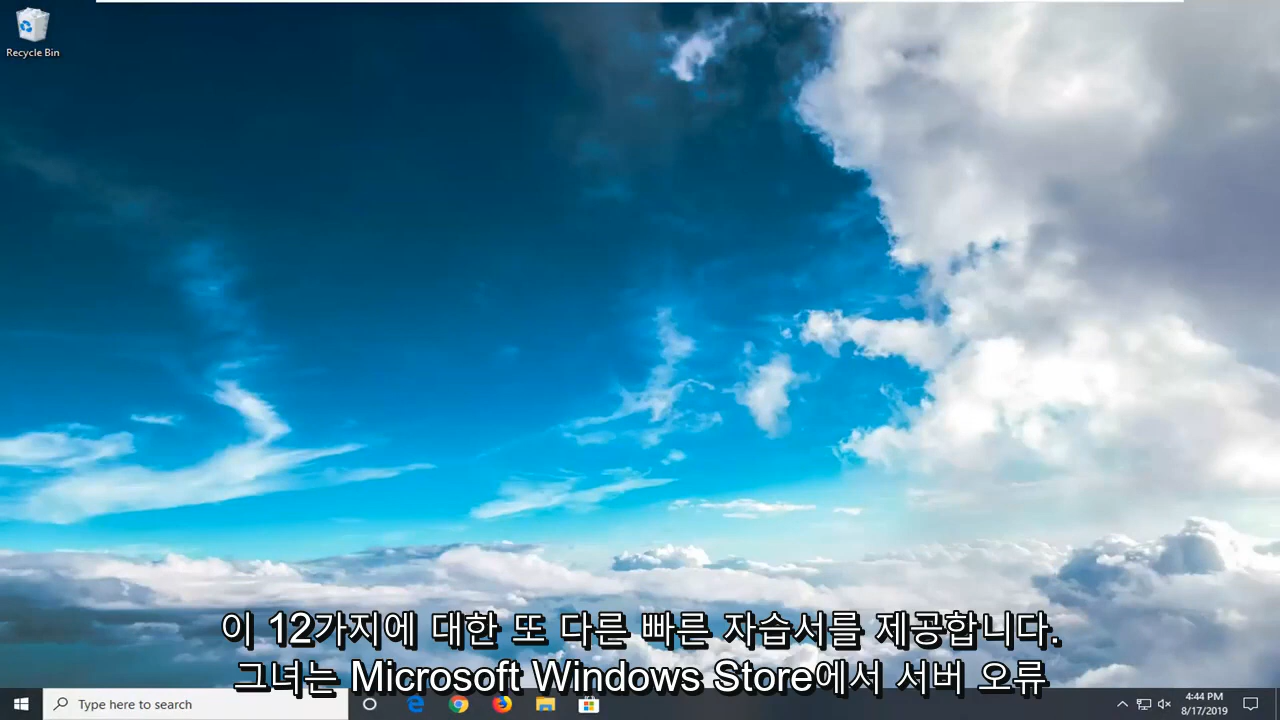 Recycle Bin
이 12가지에 대한 또 다른 빠른 자습서를 제공합니다.
그녀는 Microsoft Windows Store에서 서버 오류
Type here to search
4:44 PM
8/17/2019